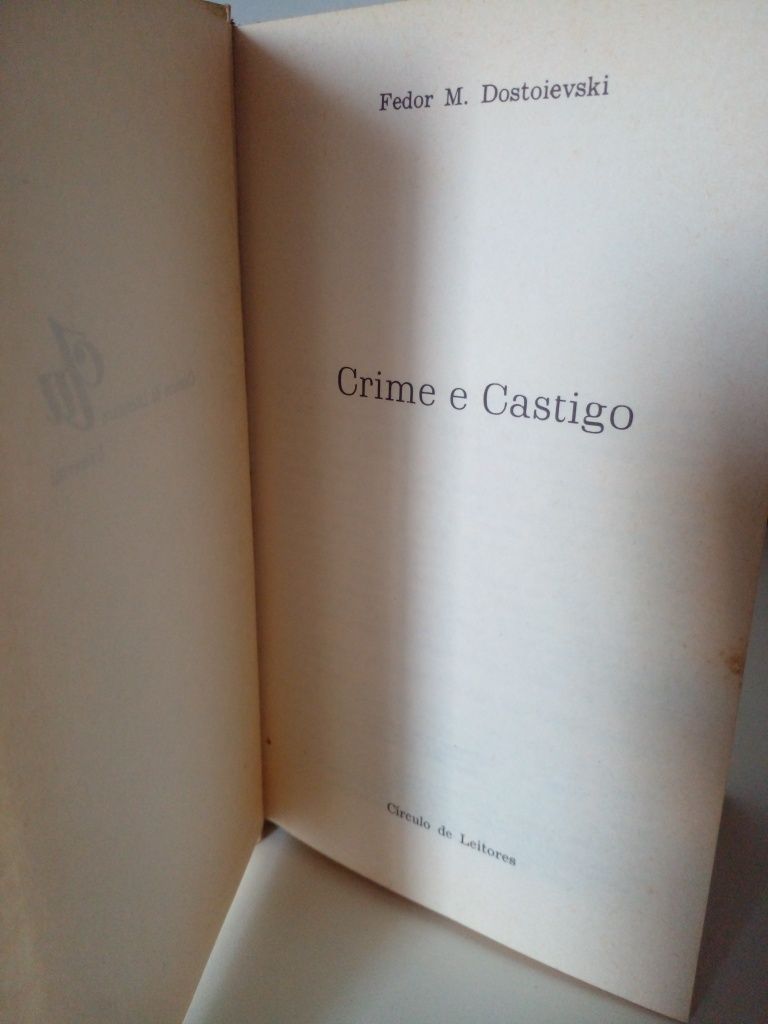 Fedor M. Dostoievski
Crime e Castigo
Círculo de Leitores